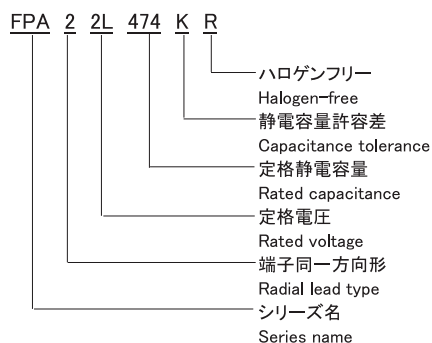 FPA 2 2L 474 K R
ハロゲンフリー
Halogen-free
静電容量許容差
Capacitance tolerance
定格静電容量
Rated capacitance
定格電圧
Rated voltage
端子同一方向形
Radial lead type
シリーズ名
Series name